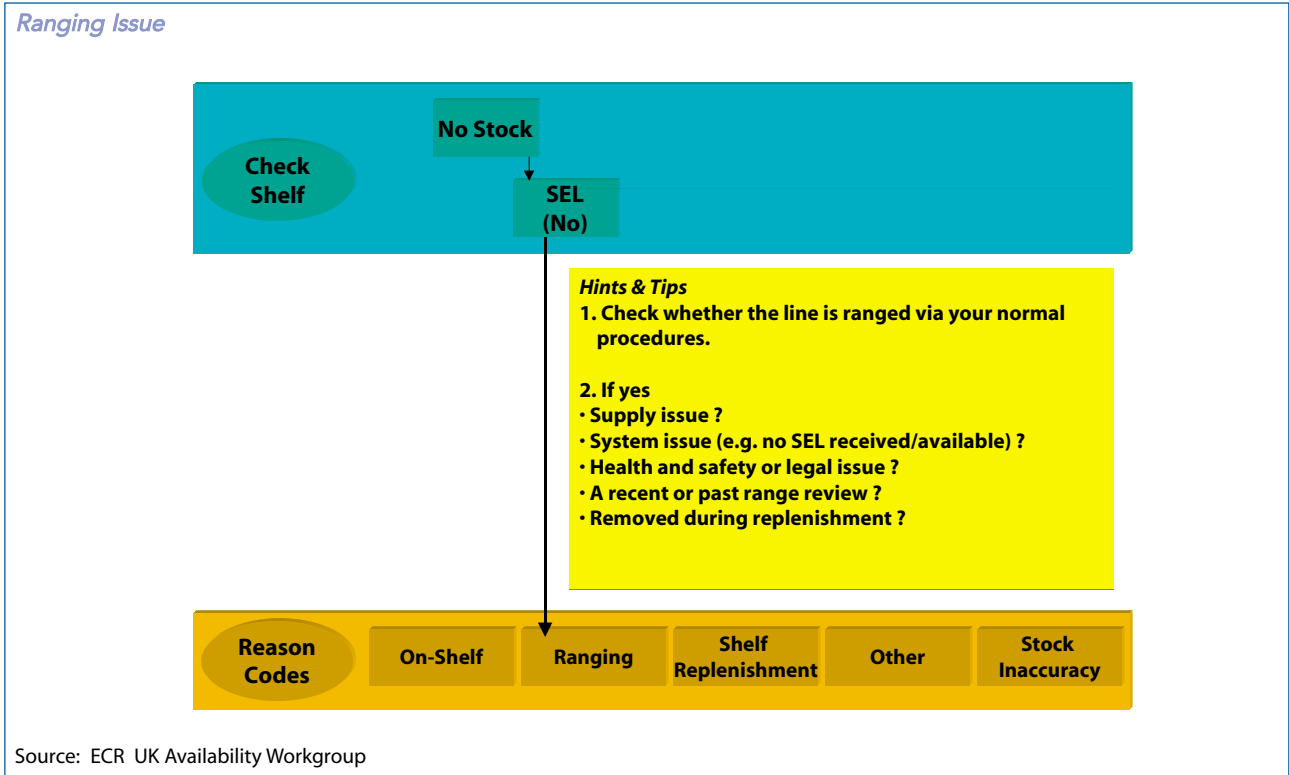 Ranging Issue
No Stock
Check
Shelf
SEL
(No)
Hints & Tips
1. Check whether the line is ranged via your normal
procedures.
2. If yes
• Supply issue ?
• System issue (e.g. no SEL received/available) ?
• Health and safety or legal issue ?
• A recent or past range review ?
• Removed during replenishment ?
Reason
Codes
On-Shelf
Ranging
Shelf
Replenishment
Other
Stock
Inaccuracy
Source: ECR UK Availability Workgroup